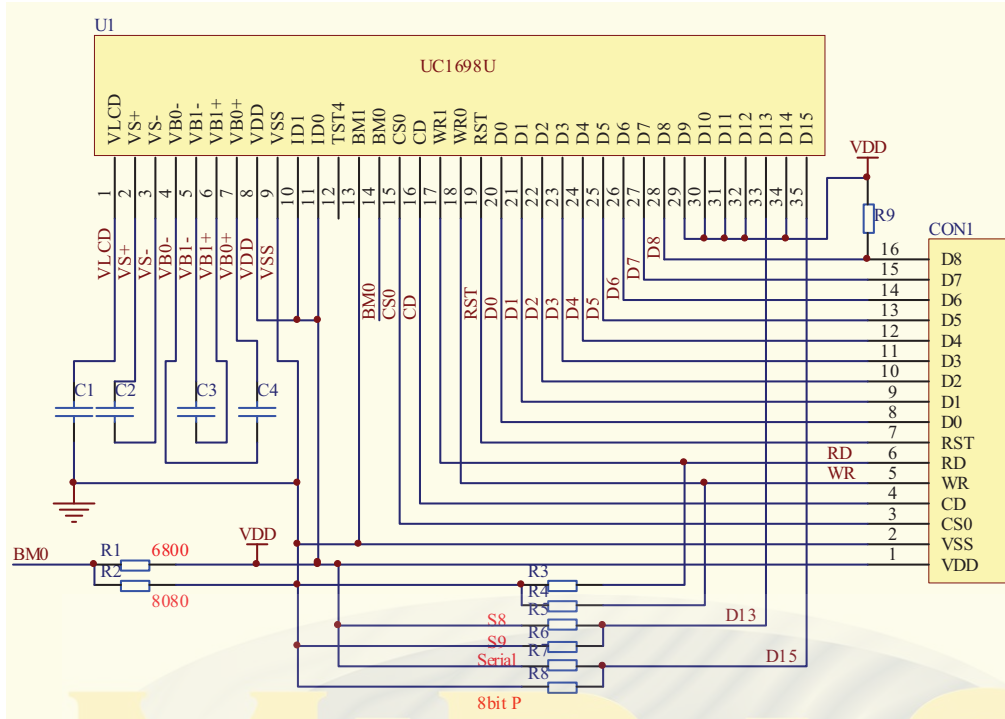 U1
UC1698U
VLCD
VS+
VS-
VB0-
VB1-
VB1+
VB0+
VDD
VSS
ID1
ID0
TST4
BM1
BM0
CS0
CD
WR1
WR0
RST
D0
D1
D2
D3
D4
D5
D6
D7
D8
D9
D10
D11
D12
D13
D14
D15
1
2
3
4
5
6
7
8
9
10
11
12
13
14
15
16
17
18
19
20
21
22
23
24
25
26
27
28
29
30
31
32
33
34
35
VLCD
VS+
VS-
VB0-
VB1-
VB1+
VB0+
VDD
VSS
BM0
CS0
CD
RST
D0
D1
D2
D3
D4
D5
D6
D7
D8
VDD
R9
CON1
16 D8
15 D7
14 D6
13 D5
12 D4
11 D3
10 D2
9 D1
8 D0
7 RST
RD 6 RD
WR 5 WR
4 CD
3 CS0
2 VSS
1 VDD
C1
C2
C3
C4
VDD
BM0
R1
6800
R2
8080
R3
R4
R5
S8
R6
D13
S9
R7
Serial
R8
D15
8bit P